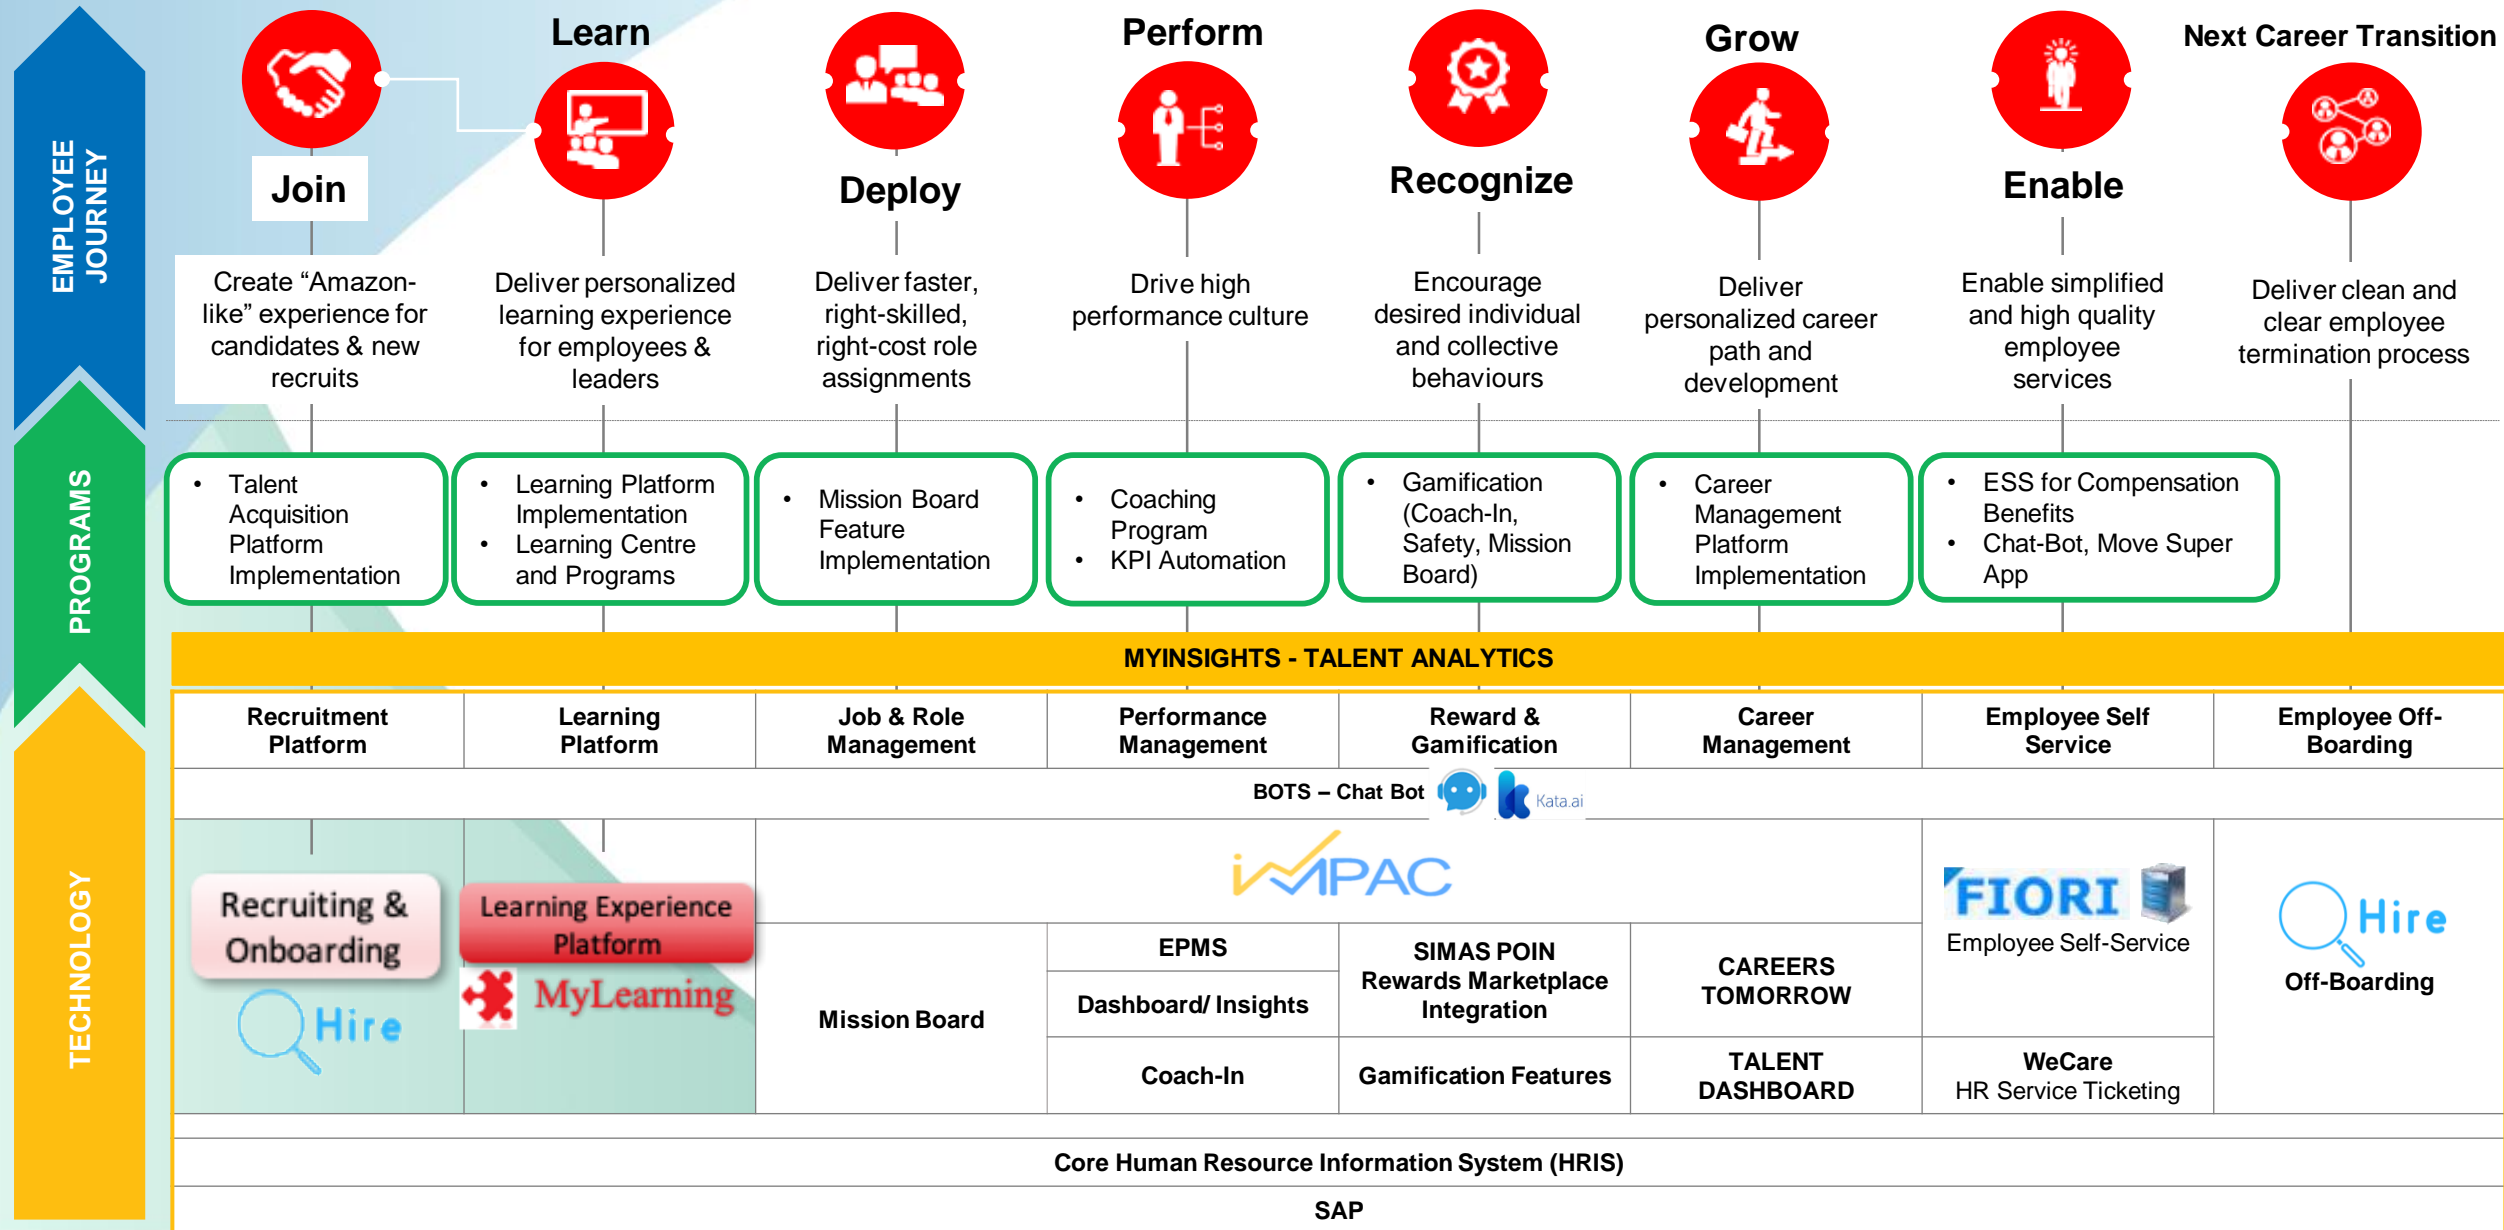 EMPLOYEE
JOURNEY
Join
Learn
Deploy
Perform
Recognize
Grow
Enable
Next Career Transition
Create “Amazon-
like” experience for
candidates & new
recruits
Deliver personalized
learning experience
for employees &
leaders
Deliver faster,
right-skilled,
right-cost role
assignments
Drive high
performance culture
Encourage
desired individual
and collective
behaviours
Deliver
personalized career
path and
development
Enable simplified
and high quality
employee
services
Deliver clean and
clear employee
termination process
PROGRAMS
• Talent
Acquisition
Platform
Implementation
• Learning Platform
Implementation
• Learning Centre
and Programs
• Mission Board
Feature
Implementation
• Coaching
Program
• KPI Automation
• Gamification
(Coach-In,
Safety, Mission
Board)
• Career
Management
Platform
Implementation
• ESS for Compensation
Benefits
• Chat-Bot, Move Super
App
TECHNOLOGY
MYINSIGHTS - TALENT ANALYTICS
Recruitment
Platform
Learning
Platform
Job & Role
Management
Performance
Management
Reward &
Gamification
Career
Management
Employee Self
Service
Employee Off-
Boarding
BOTS – Chat Bot
Kata.ai
Recruiting &
Onboarding
Hire
Learning Experience
Platform
MyLearning
iMPAC
Mission Board
EPMS
Dashboard/ Insights
Coach-In
SIMAS POIN
Rewards Marketplace
Integration
Gamification Features
CAREERS
TOMORROW
TALENT
DASHBOARD
FIORI
Employee Self-Service
WeCare
HR Service Ticketing
Hire
Off-Boarding
Core Human Resource Information System (HRIS)
SAP